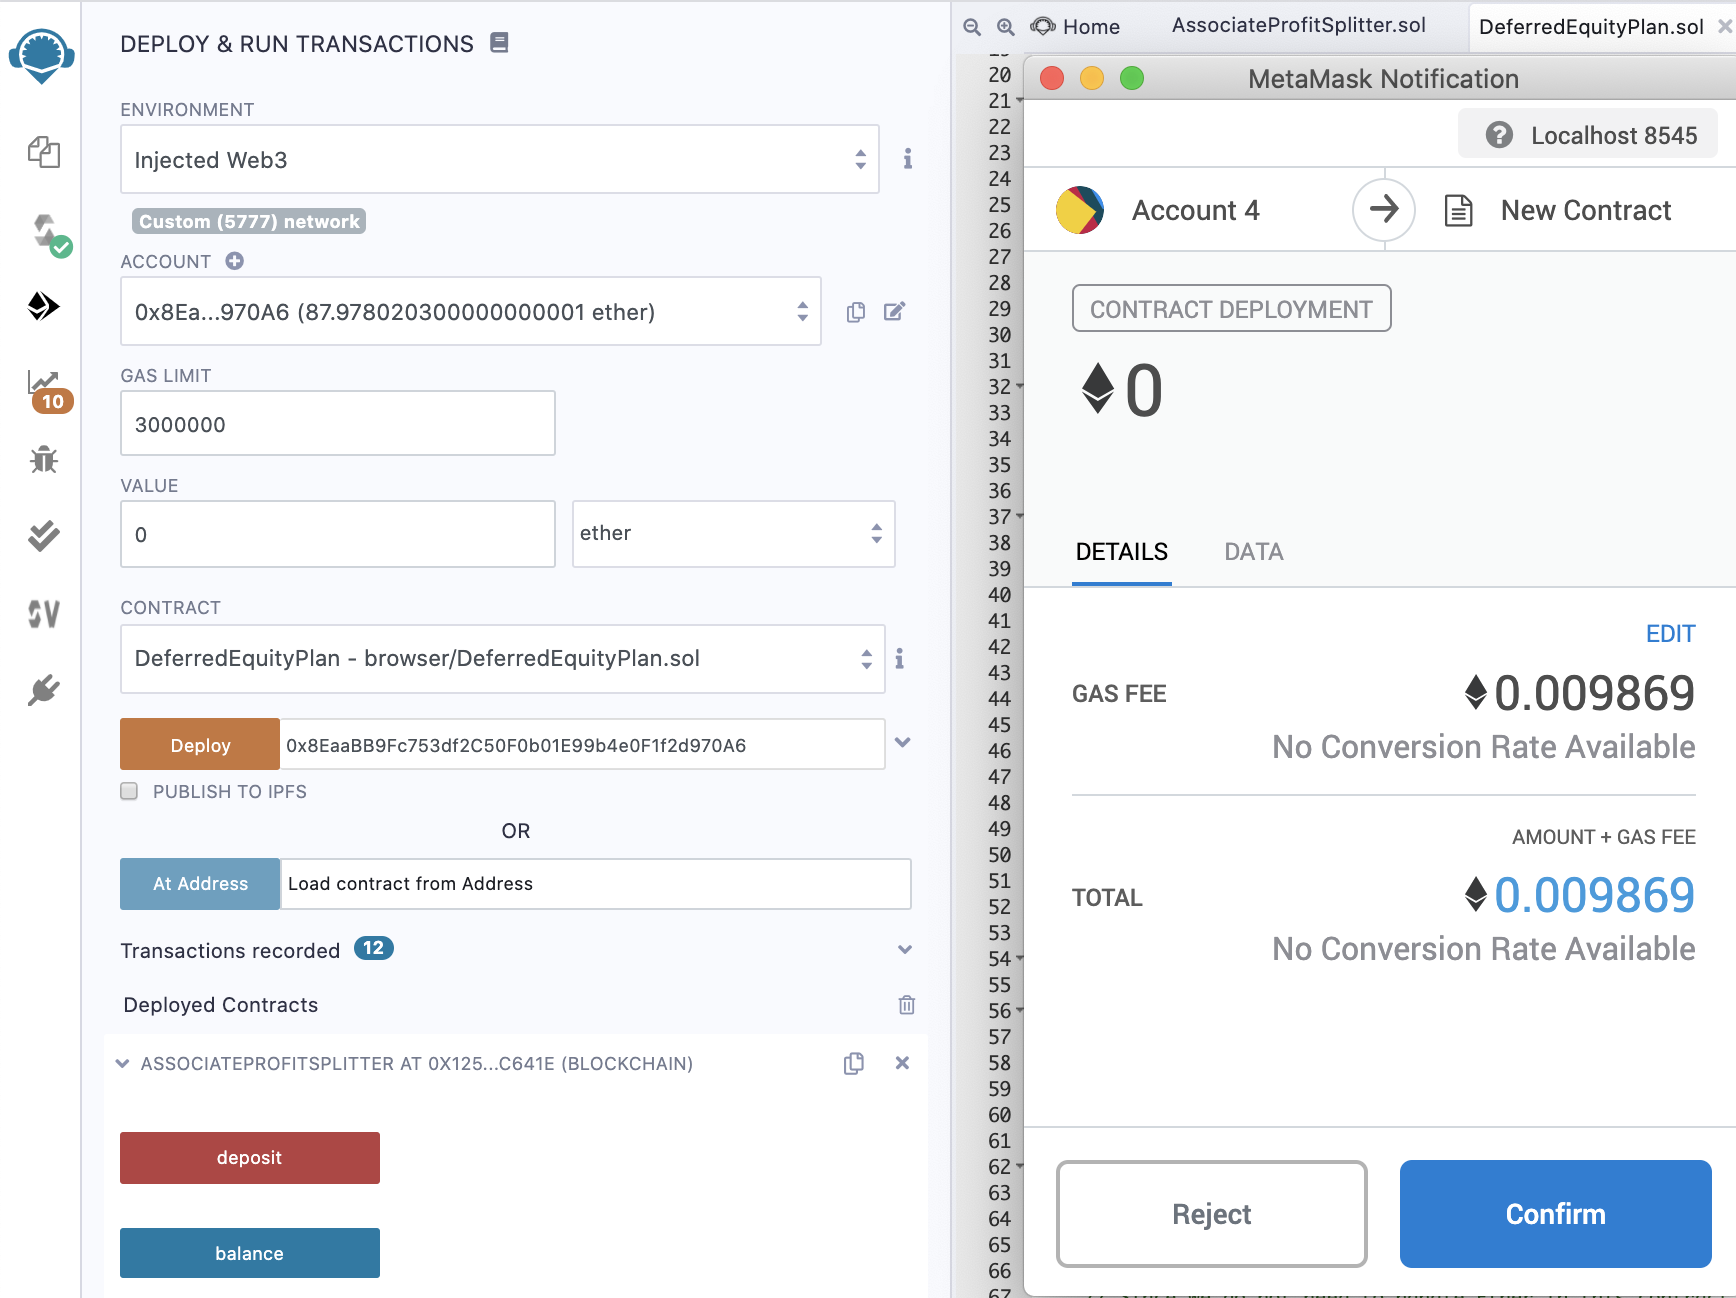 DEPLOY & RUN TRANSACTIONS
ENVIRONMENT
Injected Web3
Custom (5777) network
ACCOUNT
0x8Ea...970A6 (87.978020300000000001 ether)
GAS LIMIT
3000000
VALUE
0
ether
CONTRACT
DeferredEquityPlan - browser/DeferredEquityPlan.sol
Deploy
0x8EaaBB9Fc753df2C50F0b01E99b4e0F1f2d970A6
PUBLISH TO IPFS
OR
At Address
Load contract from Address
Transactions recorded 12
Deployed Contracts
ASSOCIATEPROFITSPLITTER AT 0X125...C641E (BLOCKCHAIN)
deposit
balance
10
SV
Home
AssociateProfitSplitter.sol
DeferredEquityPlan.sol
20
21
22
23
24
25
26
27
28
29
30
31
32
33
34
35
36
37
38
39
40
41
42
43
44
45
46
47
48
49
50
51
52
53
54
55
56
57
58
59
60
61
62
63
64
65
66
67
MetaMask Notification
Localhost 8545
Account 4
New Contract
CONTRACT DEPLOYMENT
0
DETAILS
DATA
EDIT
GAS FEE
0.009869
No Conversion Rate Available
AMOUNT + GAS FEE
TOTAL
0.009869
No Conversion Rate Available
Reject
Confirm